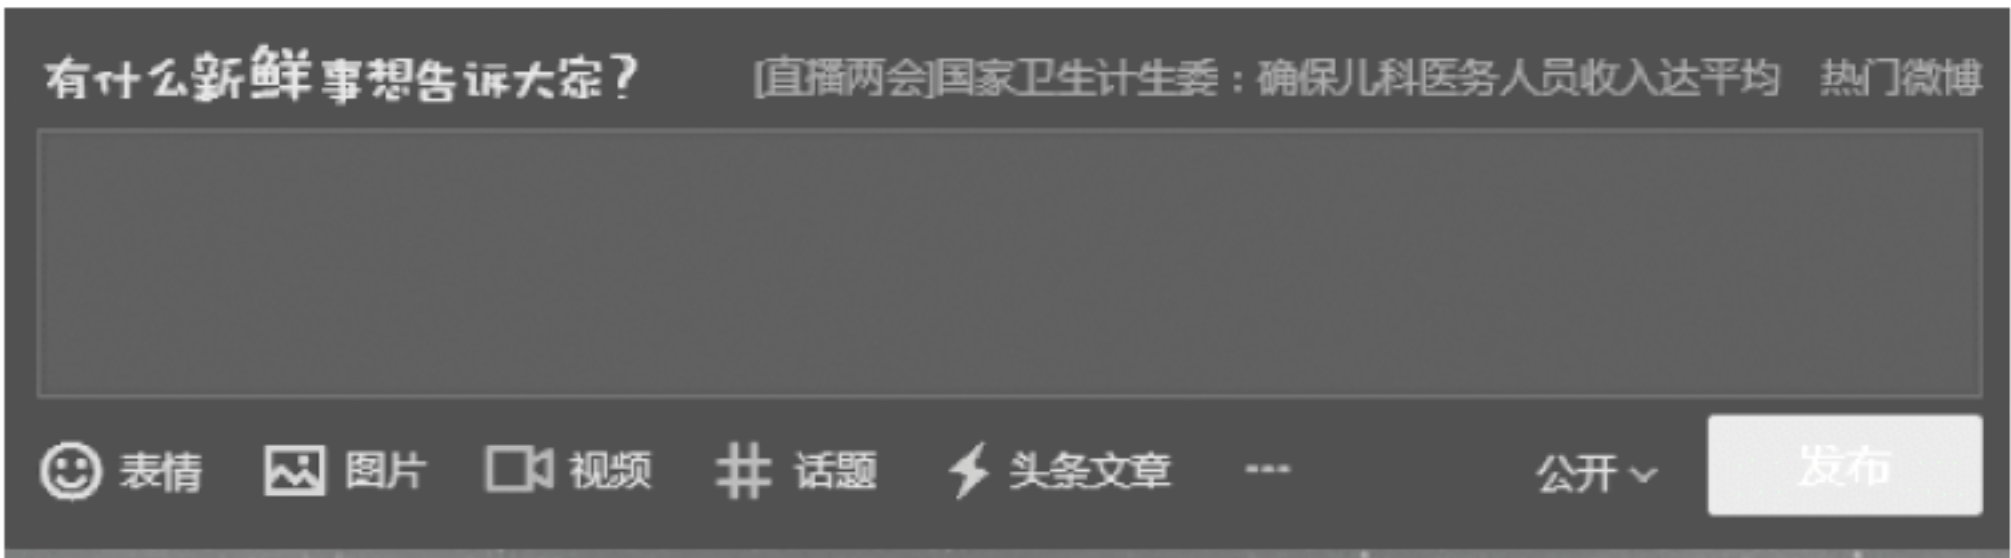 有什么新鲜事想告诉大家? [直播两会]国家卫生计生委：确保儿科医务人员收入达平均 热门微博
表情 图片 视频 # 话题 头条文章 --- 公开 发布